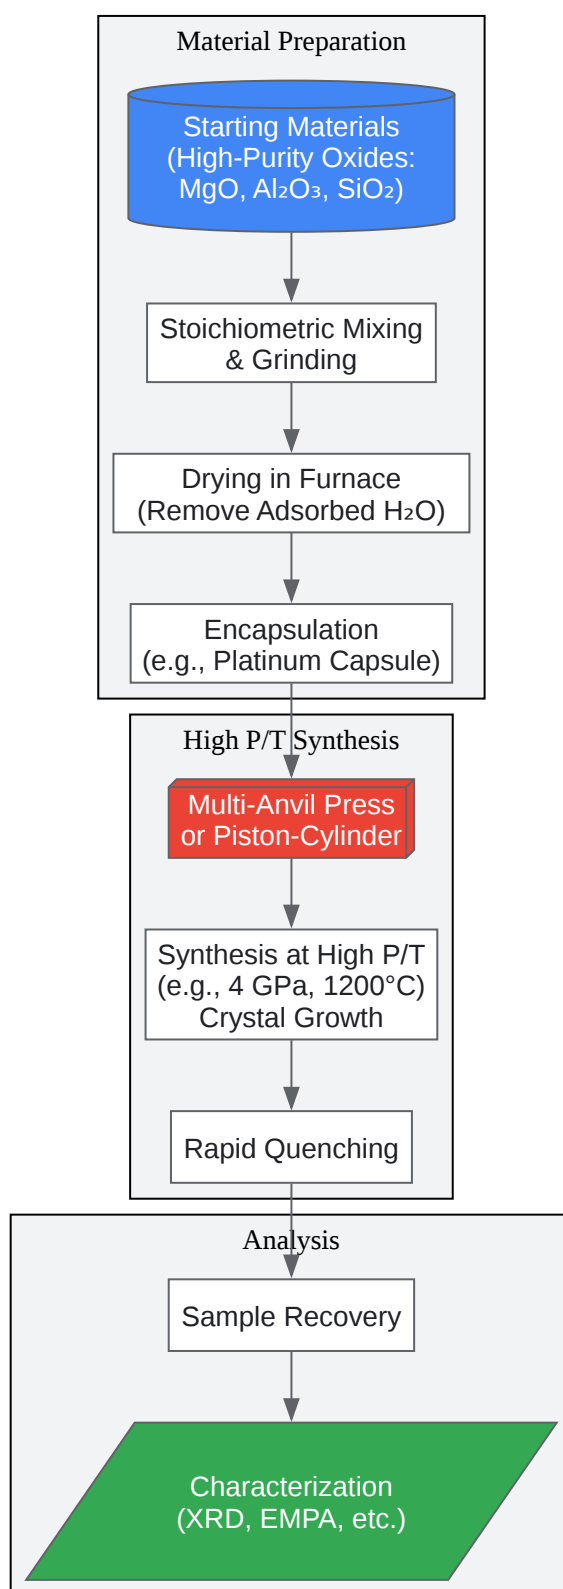 Material Preparation
Starting Materials
(High-Purity Oxides:
MgO, Al₂O₃, SiO₂)
Stoichiometric Mixing
& Grinding
Drying in Furnace
(Remove Adsorbed H₂O)
Encapsulation
(e.g., Platinum Capsule)
High P/T Synthesis
Multi-Anvil Press
or Piston-Cylinder
Synthesis at High P/T
(e.g., 4 GPa, 1200°C)
Crystal Growth
Rapid Quenching
Analysis
Sample Recovery
Characterization
(XRD, EMPA, etc.)